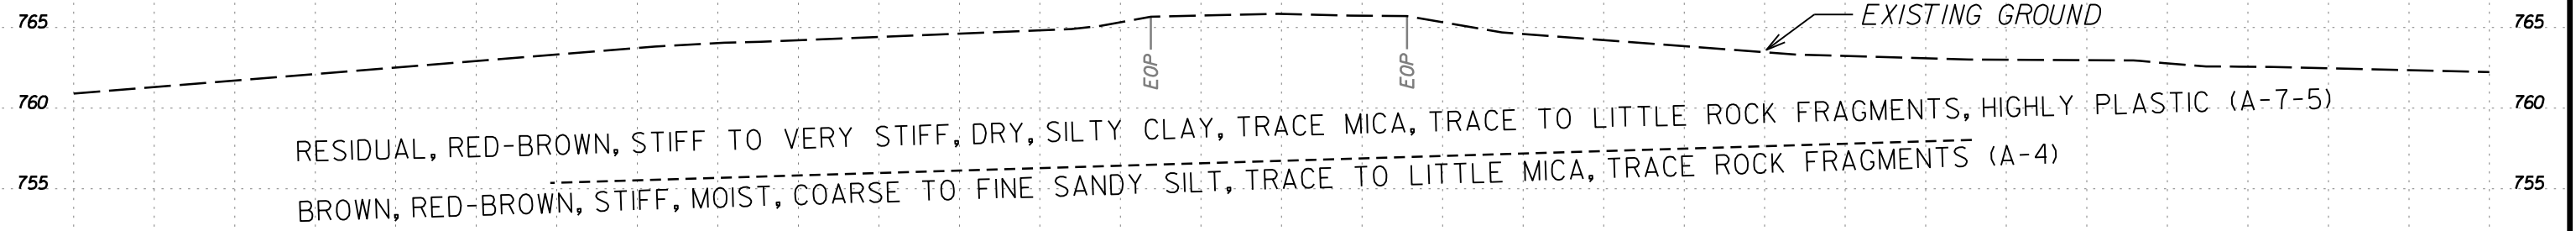 765
EXISTING GROUND
765
EOP
EOP
760
760
RESIDUAL, RED-BROWN, STIFF TO VERY STIFF, DRY, SILTY CLAY, TRACE MICA, TRACE TO LITTLE ROCK FRAGMENTS, HIGHLY PLASTIC (A-7-5)
755
755
BROWN, RED-BROWN, STIFF, MOIST, COARSE TO FINE SANDY SILT, TRACE TO LITTLE MICA, TRACE ROCK FRAGMENTS (A-4)